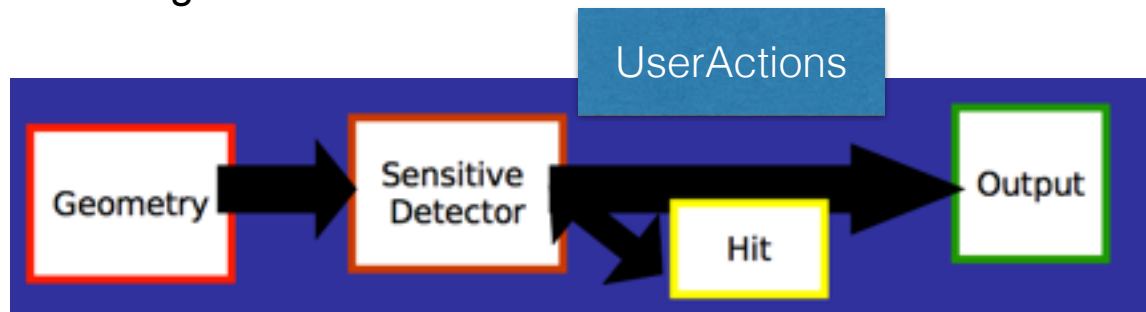 UserActions
Geometry
Sensitive
Detector
Hit
Output